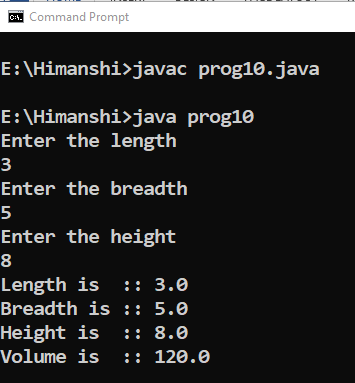 Command Prompt
E:\Himanshi>javac prog10.java
E:\Himanshi>java prog10
Enter the length
3
Enter the breadth
5
Enter the height
8
Length is  :: 3.0
Breadth is :: 5.0
Height is  :: 8.0
Volume is  :: 120.0